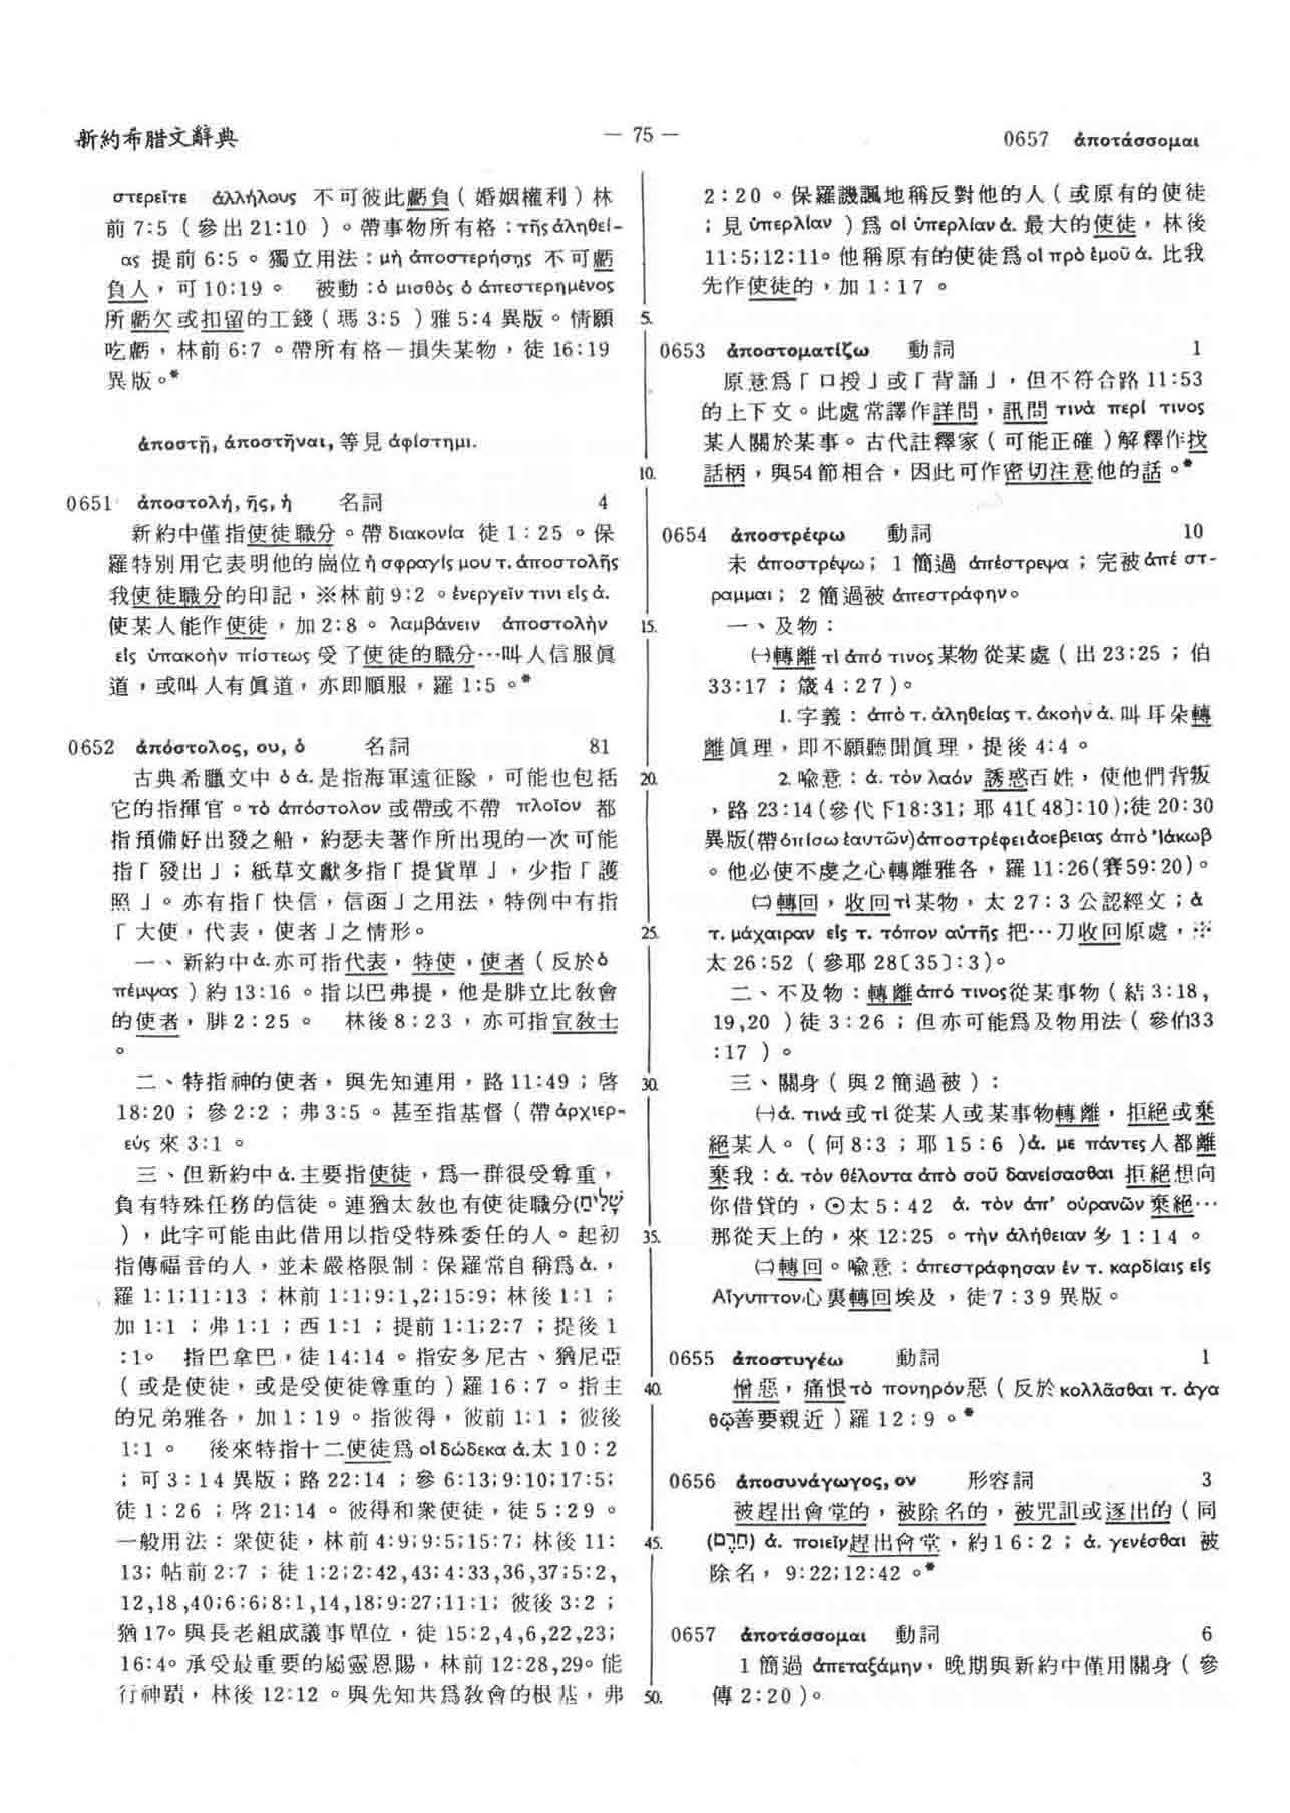 新約希腊文辭典
— 75 —
0657 ἀποτάσσομαι
στερεῖτε ἀλλήλους 不可彼此虧負（婚姻權利）林
前 7:5（參出 21:10 ）。帶事物所有格：τῆς ἀληθεί-
ας 提前 6:5 。獨立用法：μὴ ἀποστερήσῃς 不可虧
負人，可 10:19 。 被動：ὁ μισθὸς ὁ ἀπεστερημένος
所虧欠或扣留的工錢（瑪 3:5 ）雅 5:4 異版。情願
吃虧，林前 6:7 。帶所有格—損失某物，徒 16:19
異版。*
ἀποστῇ, ἀποστῆναι, 等見 ἀφίστημι.
0651 ἀποστολή, ῆς, ἡ 名詞 4
新約中僅指使徒職分。帶 διακονία 徒 1:25 。保
羅特別用它表明他的崗位 ἡ σφραγίς μου τ. ἀποστολῆς
我使徒職分的印記，※林前 9:2 。ἐνεργεῖν τινι εἰς ἀ.
使某人能作使徒，加 2:8 。 λαμβάνειν ἀποστολὴν
εἰς ὑπακοὴν πίστεως 受了使徒的職分…叫人信服眞
道，或叫人有眞道，亦即順服，羅 1:5 。*
0652 ἀπόστολος, ου, ὁ 名詞 81
古典希臘文中 ὁ ἀ. 是指海軍遠征隊，可能也包括
它的指揮官。τὸ ἀπόστολον 或帶或不帶 πλοῖον 都
指預備好出發之船，約瑟夫著作所出現的一次可能
指「發出」；紙草文獻多指「提貨單」，少指「護
照」。亦有指「快信，信函」之用法，特例中有指
「大使，代表，使者」之情形。
一、新約中 ἀ. 亦可指代表，特使，使者（反於 ὁ
πέμψας ）約 13:16 。指以巴弗提，他是腓立比教會
的使者，腓 2:25 。 林後 8:23 ，亦可指宣教士
。
二、特指神的使者，與先知連用，路 11:49 ；啓
18:20 ；參 2:2 ；弗 3:5 。甚至指基督（帶 ἀρχιερ-
εύς 來 3:1 。
三、但新約中 ἀ. 主要指使徒，爲一群很受尊重，
負有特殊任務的信徒。連猶太教也有使徒職分(שָׁלִיחַ
），此字可能由此借用以指受特殊委任的人。起初
指傳福音的人，並未嚴格限制：保羅常自稱爲 ἀ.，
羅 1:1;11:13 ；林前 1:1;9:1,2;15:9; 林後 1:1 ；
加 1:1 ；弗 1:1 ；西 1:1 ；提前 1:1;2:7 ；提後 1
:1。 指巴拿巴，徒 14:14 。指安多尼古、猶尼亞
（或是使徒，或是受使徒尊重的）羅 16:7 。指主
的兄弟雅各，加 1:19 。指彼得，彼前 1:1 ；彼後
1:1 。 後來特指十二使徒爲 οἱ δώδεκα ἀ. 太 10:2
；可 3:14 異版；路 22:14 ；參 6:13;9:10;17:5;
徒 1:26 ；啓 21:14 。彼得和衆使徒，徒 5:29 。
一般用法：衆使徒，林前 4:9;9:5;15:7; 林後 11:
13; 帖前 2:7 ；徒 1:2;2:42,43;4:33,36,37;5:2,
12,18,40;6:6;8:1,14,18;9:27;11:1; 彼後 3:2 ；
猶 17。與長老組成議事單位，徒 15:2,4,6,22,23;
16:4。承受最重要的屬靈恩賜，林前 12:28,29。能
行神蹟，林後 12:12 。與先知共爲教會的根基，弗
5.
10.
15.
20.
25.
30.
35.
40.
45.
50.
2:20 。保羅譏諷地稱反對他的人（或原有的使徒
；見 ὑπερλίαν ）爲 οἱ ὑπερλίαν ἀ. 最大的使徒，林後
11:5;12:11。他稱原有的使徒爲 οἱ πρὸ ἐμοῦ ἀ. 比我
先作使徒的，加 1:17 。
0653 ἀποστοματίζω 動詞 1
原意爲「口授」或「背誦」，但不符合路 11:53
的上下文。此處常譯作詳問，訊問 τινὰ περί τινος
某人關於某事。古代註釋家（可能正確）解釋作找
話柄，與54 節相合，因此可作密切注意他的話。*
0654 ἀποστρέφω 動詞 10
未 ἀποστρέψω； 1 簡過 ἀπέστρεψα ；完被 ἀπέ στ-
ραμμαι； 2 簡過被 ἀπεστράφην。
一、及物：
㈠轉離 τὶ ἀπό τινος 某物從某處（出 23:25 ；伯
33:17 ；箴 4:27 ）。
1. 字義：ἀπὸ τ. ἀληθείας τ. ἀκοὴν ἀ. 叫耳朵轉
離眞理，即不願聽聞眞理，提後 4:4 。
2. 喩意：ἀ. τὸν λαόν 誘惑百姓，使他們背叛
，路 23:14 (參代下18:31; 耶 41〔48〕:10);徒 20:30
異版(帶 ὀπίσω ἑαυτῶν) ἀποστρέφει ἀσεβείας ἀπὸ Ἰάκωβ
。他必使不虔之心轉離雅各，羅 11:26 (賽59:20)。
㈡轉回，收回 τὶ 某物，太 27:3 公認經文；ἀ
τ. μάχαιραν εἰς τ. τόπον αὐτῆς 把…刀收回原處，※
太 26:52 （參耶 28〔35〕:3)。
二、不及物：轉離 ἀπό τινος 從某事物（結 3:18,
19,20 ）徒 3:26 ；但亦可能爲及物用法（參伯33
:17 ）。
三、關身（與 2 簡過被）：
㈠ἀ. τινά 或 τὶ 從某人或某事物轉離，拒絕或棄
絕某人。（何 8:3 ；耶 15:6 )ἀ. με πάντες 人都離
棄我：ἀ. τὸν θέλοντα ἀπὸ σοῦ δανείσασθαι 拒絕想向
你借貸的，⊙太 5:42 ἀ. τὸν ἀπ' οὐρανῶν 棄絕…
那從天上的，來 12:25 。τὴν ἀλήθειαν 多 1:14 。
㈡轉回。喩意：ἀπεστράφησαν ἐν τ. καρδίαις εἰς
Αἴγυπτον 心裏轉回埃及，徒 7:39 異版。
0655 ἀποστυγέω 動詞 1
憎惡，痛恨 τὸ πονηρόν 惡（反於 κολλᾶσθαι τ. ἀγα
θῷ 善要親近）羅 12:9 。*
0656 ἀποσυνάγωγος, ον 形容詞 3
被趕出會堂的，被除名的，被咒詛或逐出的（同
(חֵרֶם) ἀ. ποιεῖν 趕出會堂，約 16:2 ；ἀ. γενέσθαι 被
除名， 9:22;12:42 。*
0657 ἀποτάσσομαι 動詞 6
1 簡過 ἀπεταξάμην，晚期與新約中僅用關身（參
傳 2:20 ）。